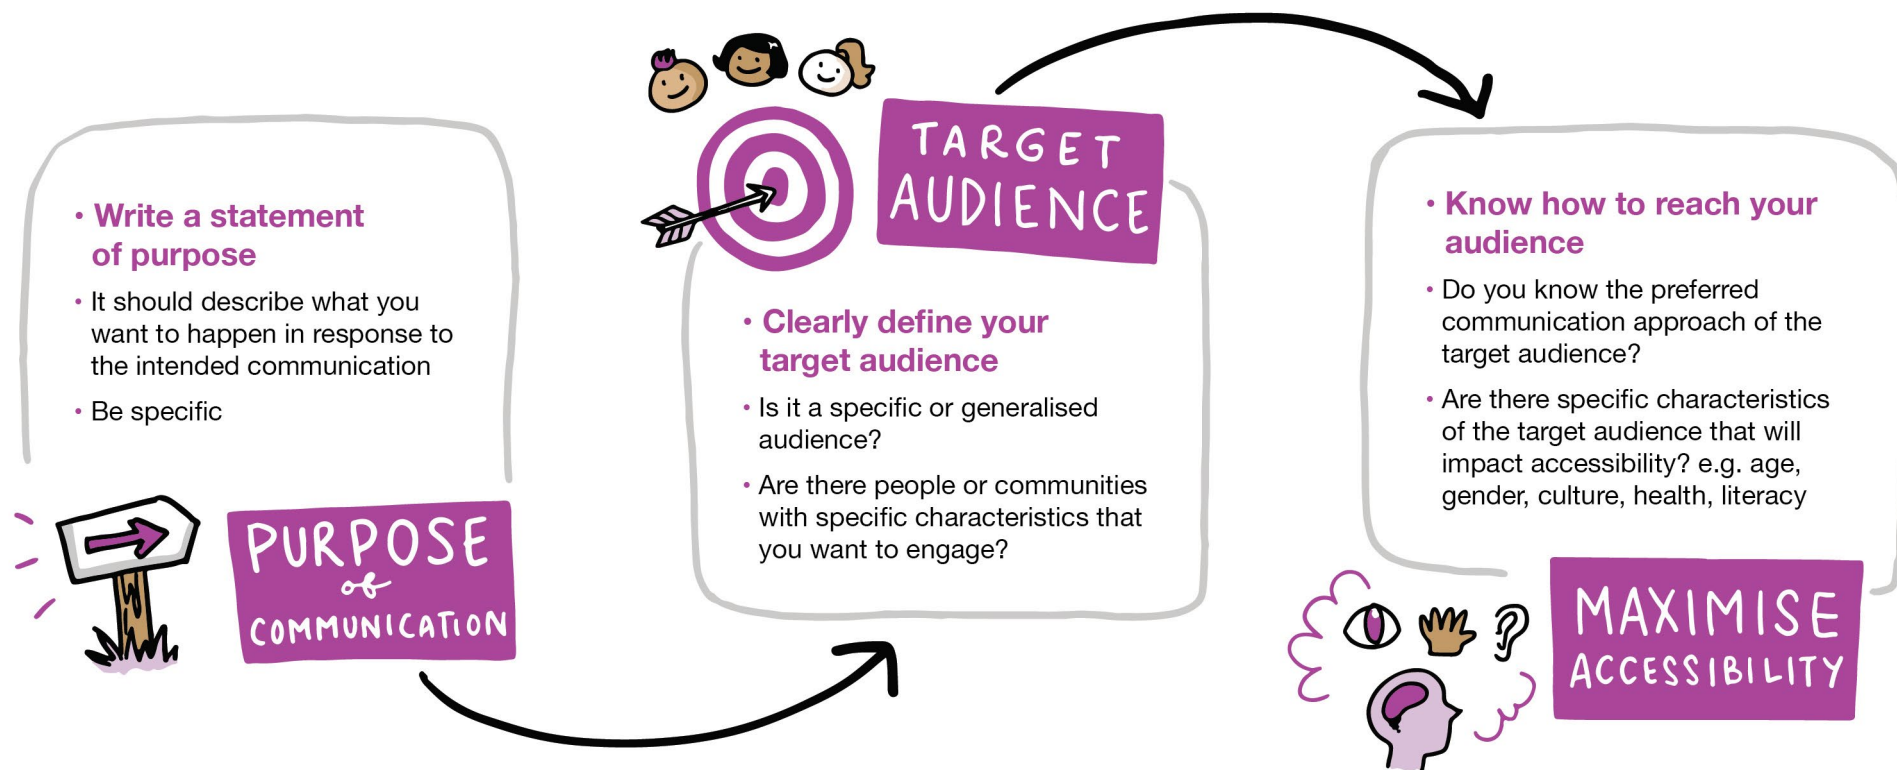 • Write a statement
of purpose
• It should describe what you
want to happen in response to
the intended communication
• Be specific
PURPOSE
of
COMMUNICATION
TARGET
AUDIENCE
• Clearly define your
target audience
• Is it a specific or generalised
audience?
• Are there people or communities
with specific characteristics that
you want to engage?
• Know how to reach your
audience
• Do you know the preferred
communication approach of the
target audience?
• Are there specific characteristics
of the target audience that will
impact accessibility? e.g. age,
gender, culture, health, literacy
MAXIMISE
ACCESSIBILITY